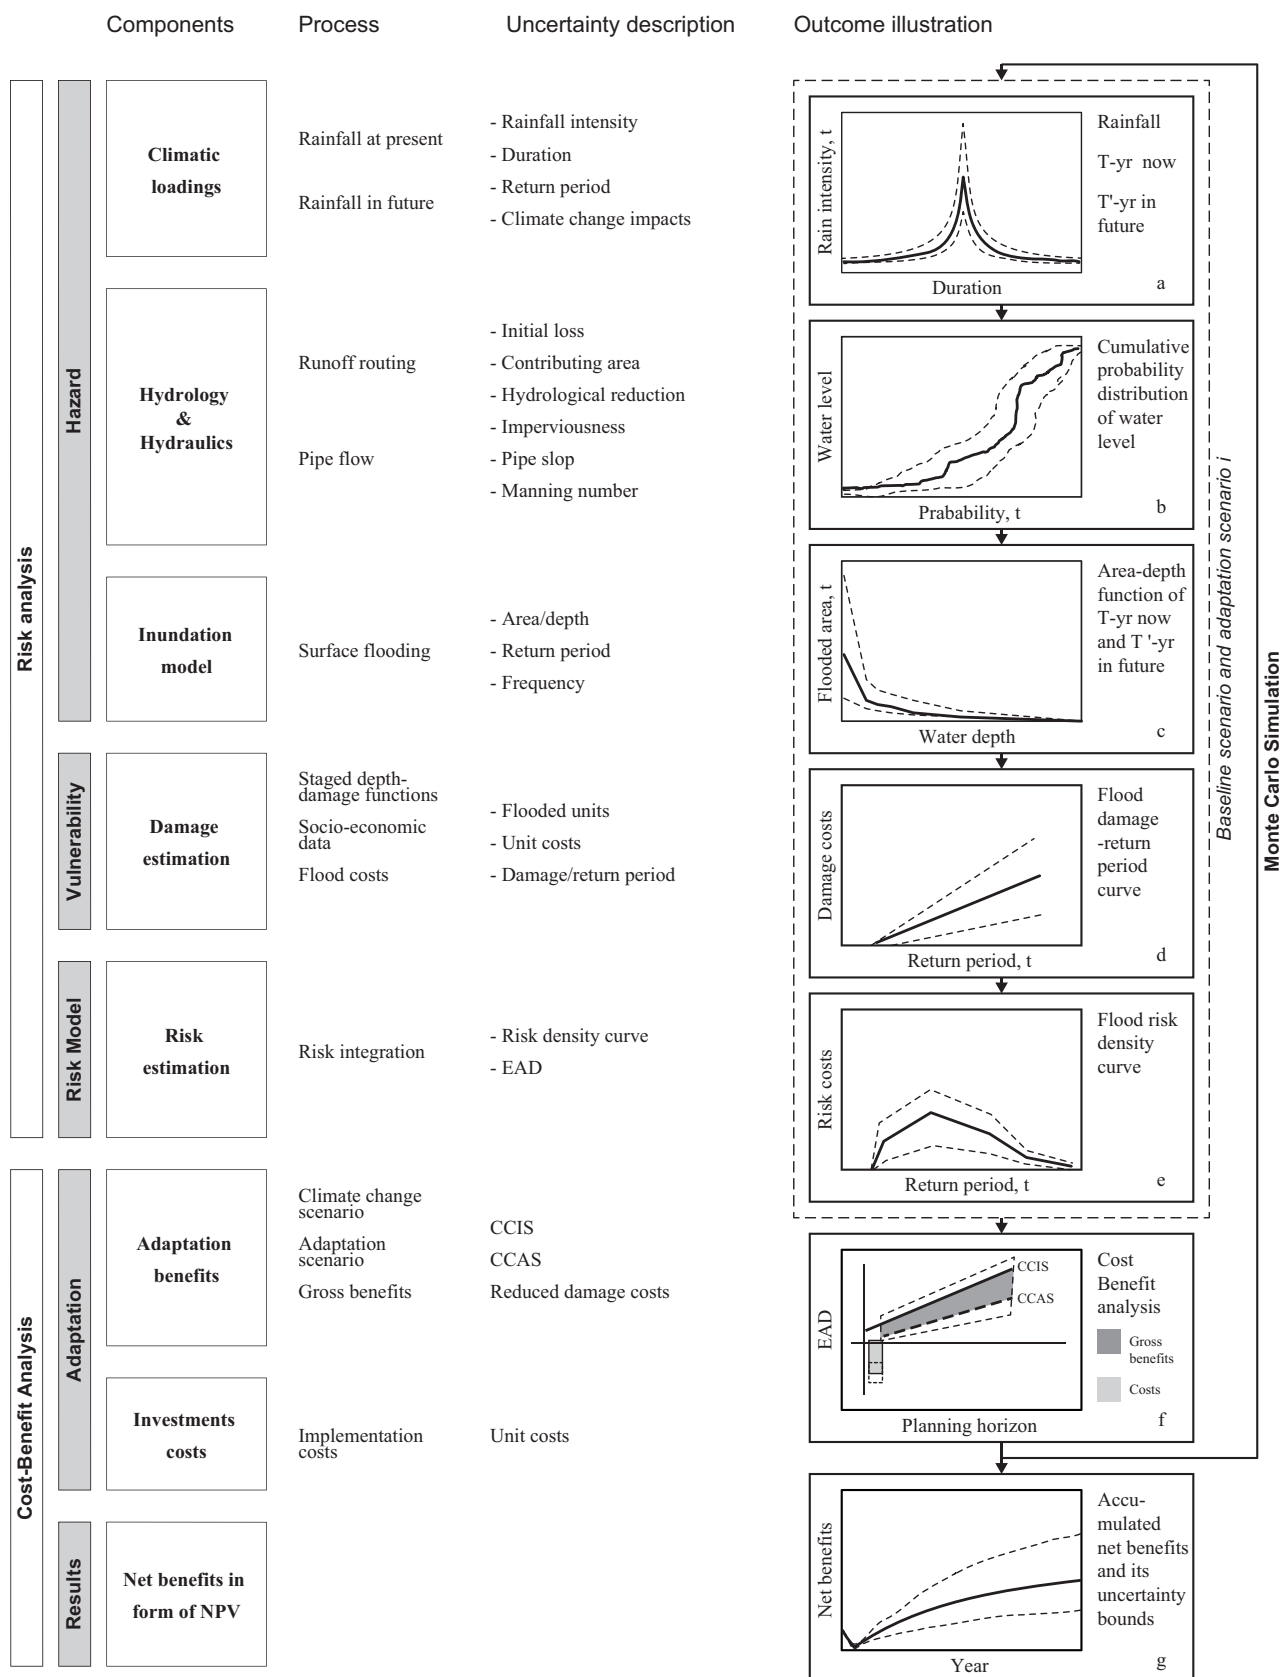 Components
Process
Uncertainty description
Outcome illustration
Risk analysis
Cost-Benefit Analysis
Hazard
Vulnerability
Risk Model
Adaptation
Results
Climatic
loadings
Rainfall at present
Rainfall in future
- Rainfall intensity
- Duration
- Return period
- Climate change impacts
Rain intensity, t
Duration
Rainfall
T-yr now
T'-yr in
future
a
Hydrology
&
Hydraulics
Runoff routing
Pipe flow
- Initial loss
- Contributing area
- Hydrological reduction
- Imperviousness
- Pipe slop
- Manning number
Water level
Prabability, t
Cumulative
probability
distribution
of water
level
b
Inundation
model
Surface flooding
- Area/depth
- Return period
- Frequency
Flooded area, t
Water depth
Area-depth
function of
T-yr now
and T '-yr
in future
c
Damage
estimation
Staged depth-
damage functions
Socio-economic
data
Flood costs
- Flooded units
- Unit costs
- Damage/return period
Damage costs
Return period, t
Flood
damage
-return
period
curve
d
Risk
estimation
Risk integration
- Risk density curve
- EAD
Risk costs
Return period, t
Flood risk
density
curve
e
Baseline scenario and adaptation scenario i
Monte Carlo Simulation
Adaptation
benefits
Climate change
scenario
Adaptation
scenario
Gross benefits
CCIS
CCAS
Reduced damage costs
EAD
CCIS
CCAS
Planning horizon
Cost
Benefit
analysis
Gross
benefits
Costs
f
Investments
costs
Implementation
costs
Unit costs
Net benefits in
form of NPV
Net benefits
Year
Accu-
mulated
net benefits
and its
uncertainty
bounds
g